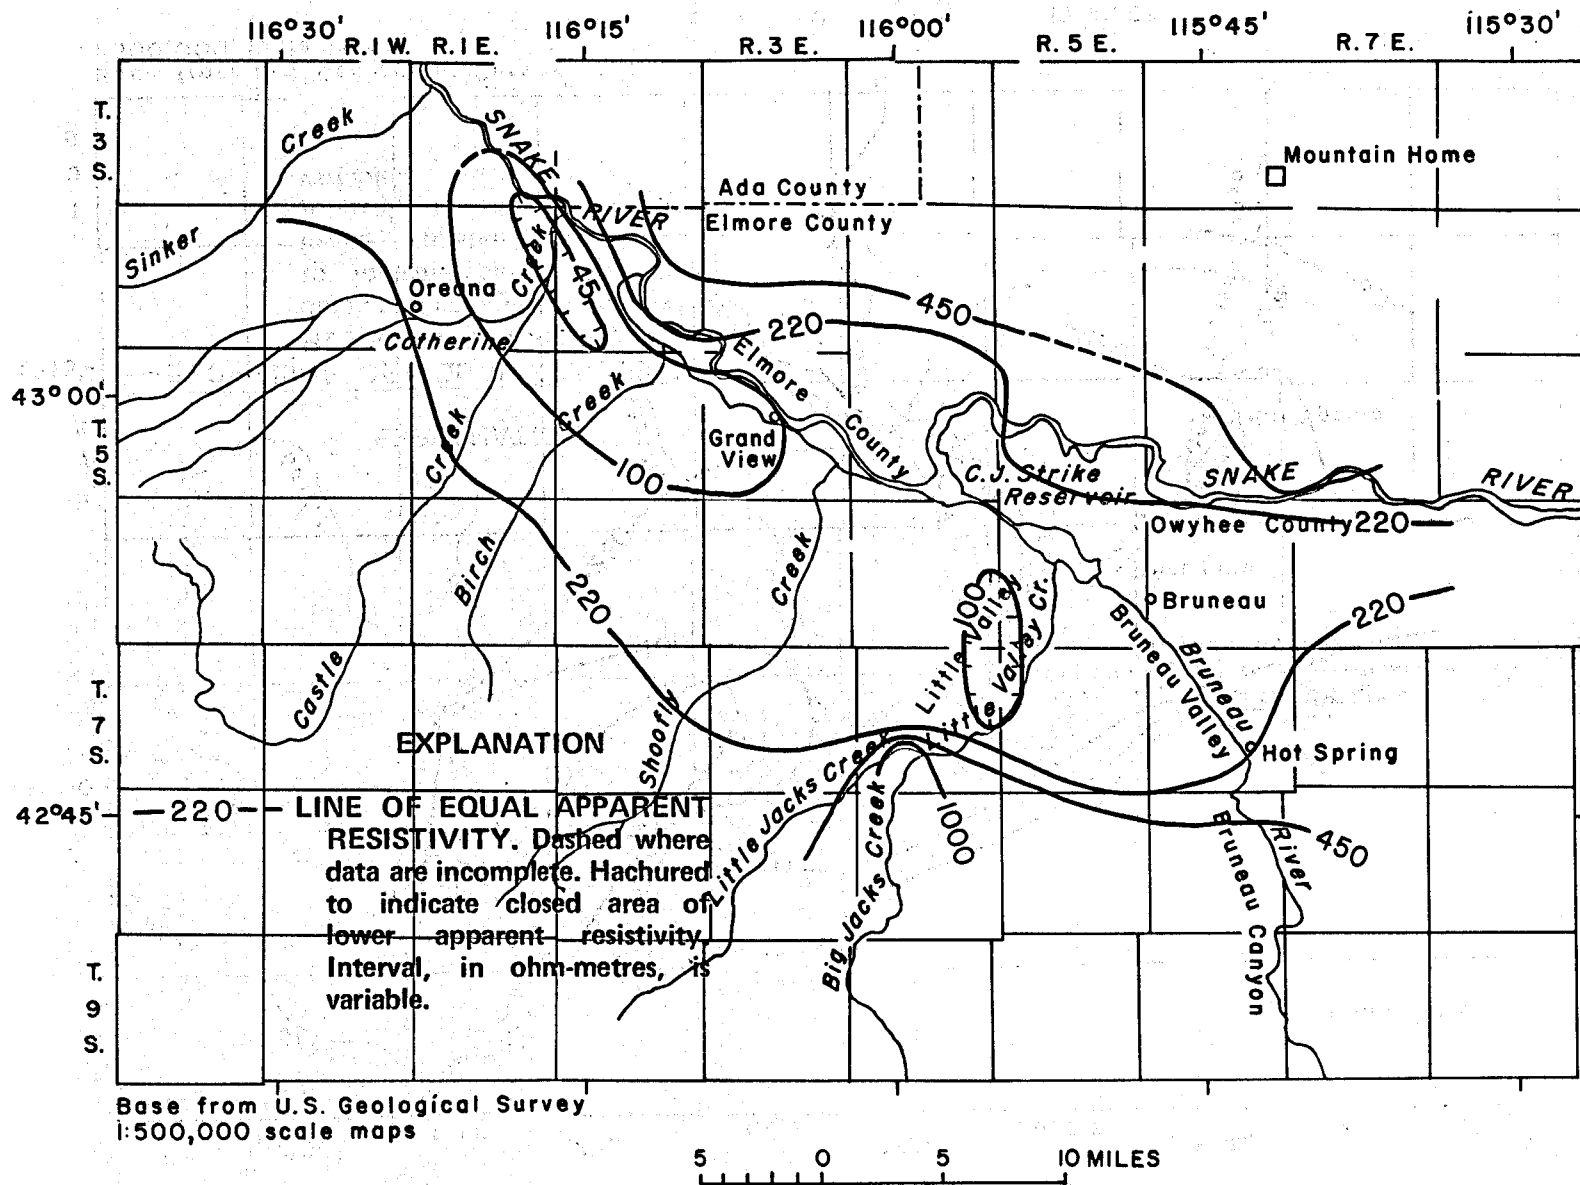 116°30' 116°15' 116°00' 115°45' 115°30'
R.1 W. R.1 E. R.3 E. R.5 E. R.7 E.
T.
3
S.
Creek
SNAKE
Mountain Home
Ada County
RIVER
Elmore County
Sinker
Creek
Oreana
45
450
Catherine
220
Elmore
43°00'
Creek
T.
5
S.
Creek
County
Grand
View
100
C.J. Strike
Reservoir
SNAKE
RIVER
Owyhee County
220
Birch
Creek
220
100
Little Valley
Little Valley Cr.
Bruneau
Bruneau Valley
Bruneau
220
Castle
T.
7
S.
EXPLANATION
Shoofly
Hot Spring
42°45'
—220-- LINE OF EQUAL APPARENT
RESISTIVITY. Dashed where
data are incomplete. Hachured
to indicate closed area of
lower apparent resistivity.
Interval, in ohm-metres, is
variable.
Little Jacks Creek
Big Jacks Creek
1000
450
River
Bruneau Canyon
T.
9
S.
Base from U.S. Geological Survey
1:500,000 scale maps
5 0 5 10 MILES